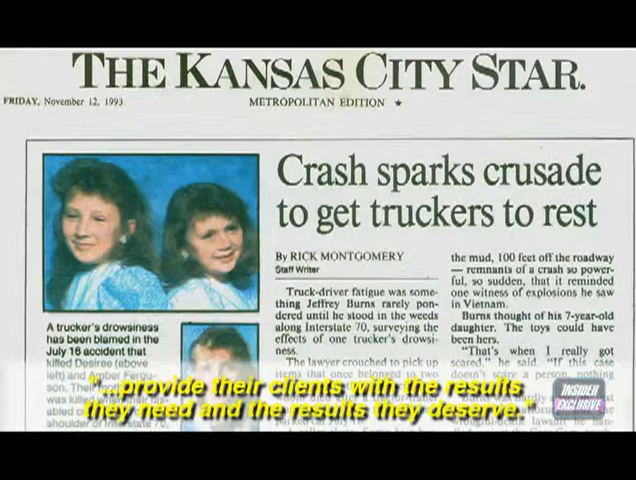 THE KANSAS CITY STAR.
FRIDAY, November 12, 1993
METROPOLITAN EDITION ★
Crash sparks crusade
to get truckers to rest
By RICK MONTGOMERY
Staff Writer
Truck-driver fatigue was some-
thing Jeffrey Burns rarely pon-
dered until he stood in the weeds
along Interstate 70, surveying the
effects of one trucker's drowsi-
ness.
The lawyer crouched to pick up
items that once belonged to two
the mud, 100 feet off the roadway
— remnants of a crash so power-
ful, so sudden, that it reminded
one witness of explosions he saw
in Vietnam.
Burns thought of his 7-year-old
daughter. The toys could have
been hers.
"That's when I really got
scared," he said. "If this case
doesn't scare a person, nothing
A trucker's drowsiness
has been blamed in the
July 16 accident that
killed Desiree (above
left) and Amber Fergu-
son.
was killed
shoulder of Interstate 70,
"...provide their clients with the results
they need and the results they deserve."
INSIDER
EXCLUSIVE